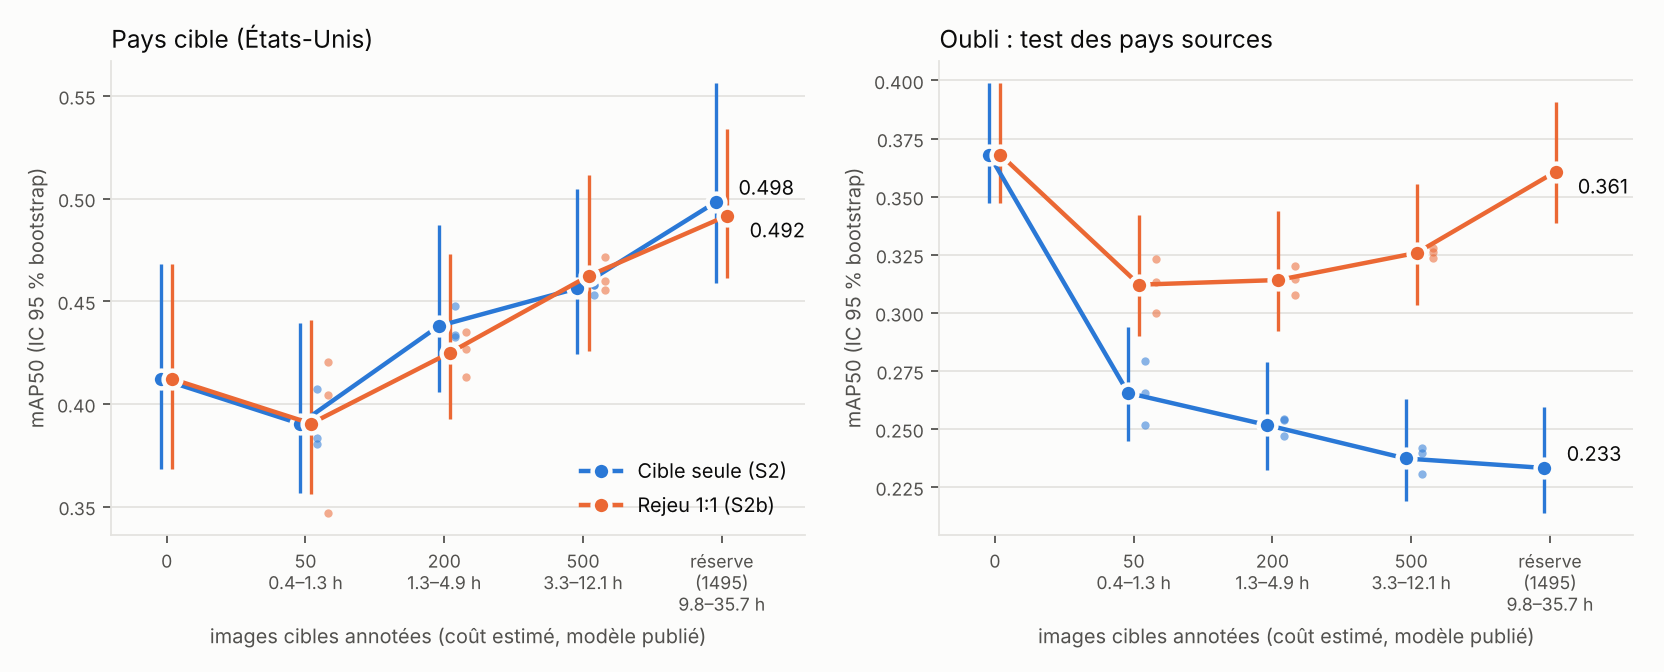 Pays cible (États-Unis)
mAP50 (IC 95 % bootstrap)
0.55
0.50
0.45
0.40
0.35
0.498
0.492
Cible seule (S2)
Rejeu 1:1 (S2b)
0
50
200
500
réserve
0.4–1.3 h
1.3–4.9 h
3.3–12.1 h
(1495)
9.8–35.7 h
images cibles annotées (coût estimé, modèle publié)
Oubli : test des pays sources
mAP50 (IC 95 % bootstrap)
0.400
0.375
0.350
0.325
0.300
0.275
0.250
0.225
0.361
0.233
0
50
200
500
réserve
0.4–1.3 h
1.3–4.9 h
3.3–12.1 h
(1495)
9.8–35.7 h
images cibles annotées (coût estimé, modèle publié)